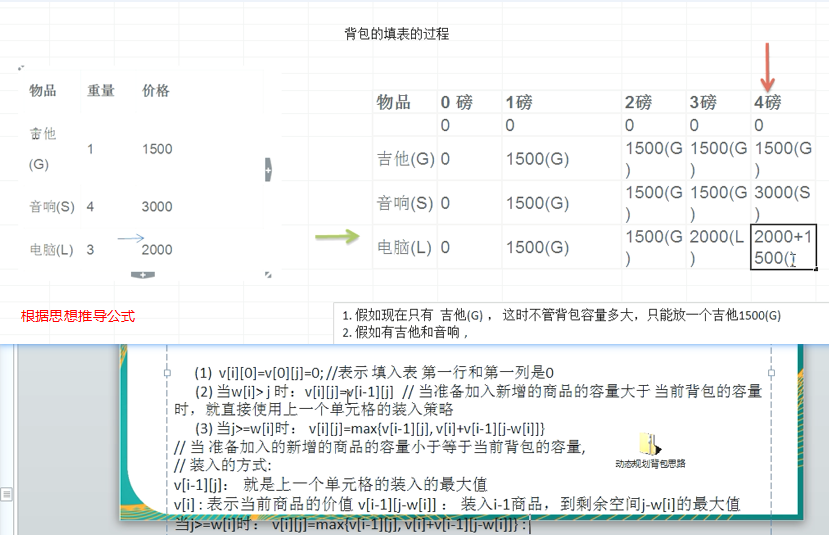 背包的填表的过程
物品 重量 价格
吉他
(G) 1 1500
音响(S) 4 3000
电脑(L) 3 2000
物品 0 磅 1磅 2磅 3磅 4磅
0 0 0 0 0
吉他(G) 0 1500(G) 1500(G) 1500(G) 1500(G)
音响(S) 0 1500(G) 1500(G) 1500(G) 3000(S)
电脑(L) 0 1500(G) 1500(G) 2000(L) 2000+1500(
根据思想推导公式
1. 假如现在只有 吉他(G) ， 这时不管背包容量多大，只能放一个吉他1500(G)
2. 假如有吉他和音响，
(1) v[i][0]=v[0][j]=0; //表示 填入表 第一行和第一列是0
(2) 当w[i]> j 时：v[i][j]=v[i-1][j] // 当准备加入新增的商品的容量大于 当前背包的容量
时，就直接使用上一个单元格的装入策略
(3) 当j>=w[i]时： v[i][j]=max{v[i-1][j], v[i]+v[i-1][j-w[i]]}
// 当 准备加入的新增的商品的容量小于等于当前背包的容量,
// 装入的方式:
v[i-1][j]： 就是上一个单元格的装入的最大值
v[i] : 表示当前商品的价值 v[i-1][j-w[i]] ： 装入i-1商品，到剩余空间j-w[i]的最大值
当j>=w[i]时： v[i][j]=max{v[i-1][j], v[i]+v[i-1][j-w[i]]} :
动态规划背包思路